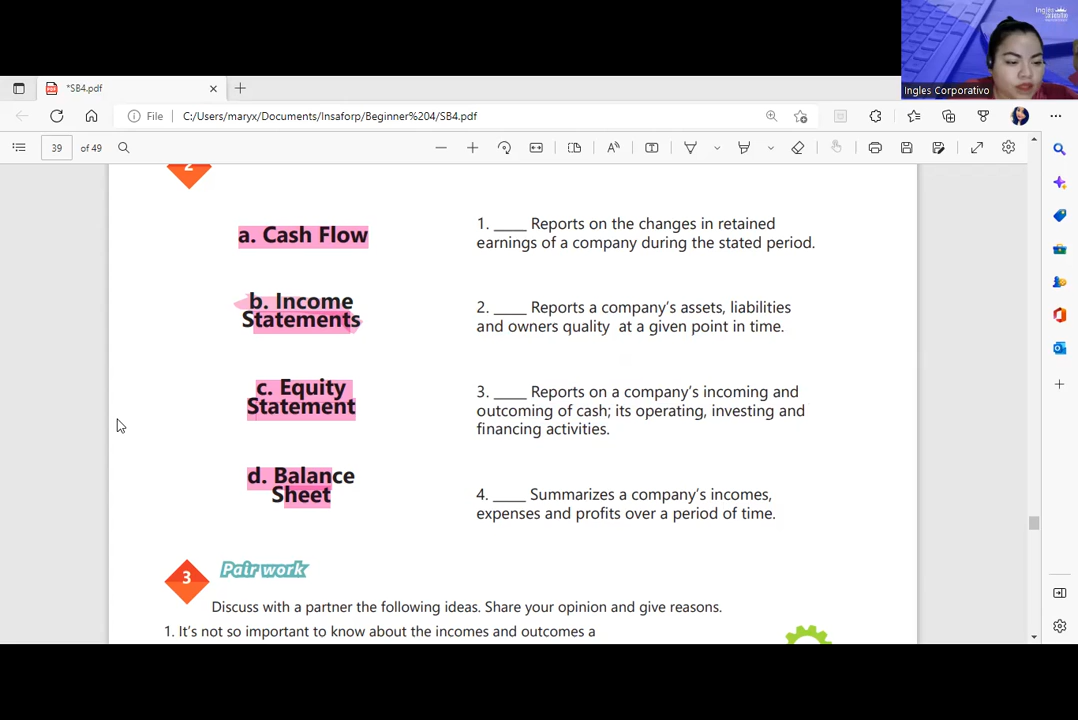 Ingles
Ingles Corporativo
*SB4.pdf
File
C:/Users/maryx/Documents/Insaforp/Beginner%204/SB4.pdf
39 of 49
2
a. Cash Flow
1. ____ Reports on the changes in retained
earnings of a company during the stated period.
b. Income
Statements
2. ____ Reports a company's assets, liabilities
and owners quality at a given point in time.
c. Equity
Statement
3. ____ Reports on a company's incoming and
outcoming of cash; its operating, investing and
financing activities.
d. Balance
Sheet
4. ____ Summarizes a company's incomes,
expenses and profits over a period of time.
3
Pair work
Discuss with a partner the following ideas. Share your opinion and give reasons.
1. It's not so important to know about the incomes and outcomes a